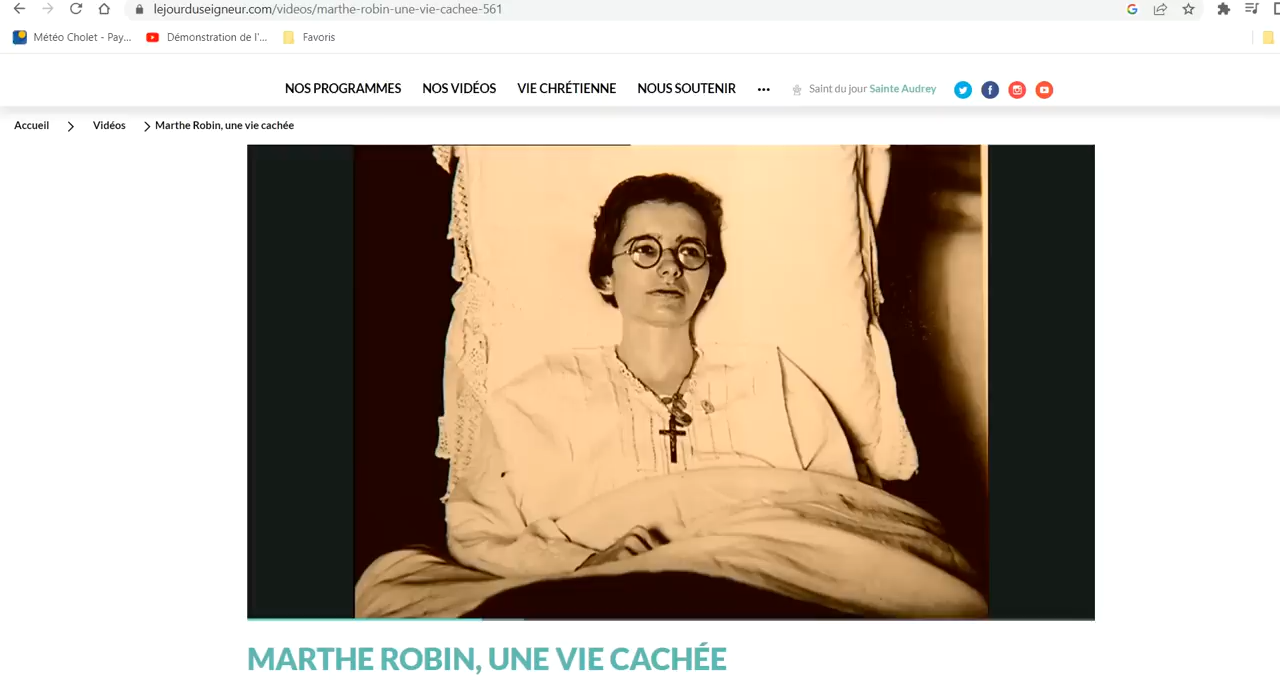 lejourduseigneur.com/videos/marthe-robin-une-vie-cachee-561
Météo Cholet - Pay... Démonstration de l'... Favoris
NOS PROGRAMMES NOS VIDÉOS VIE CHRÉTIENNE NOUS SOUTENIR ••• Saint du jour Sainte Audrey
Accueil > Vidéos > Marthe Robin, une vie cachée
MARTHE ROBIN, UNE VIE CACHÉE